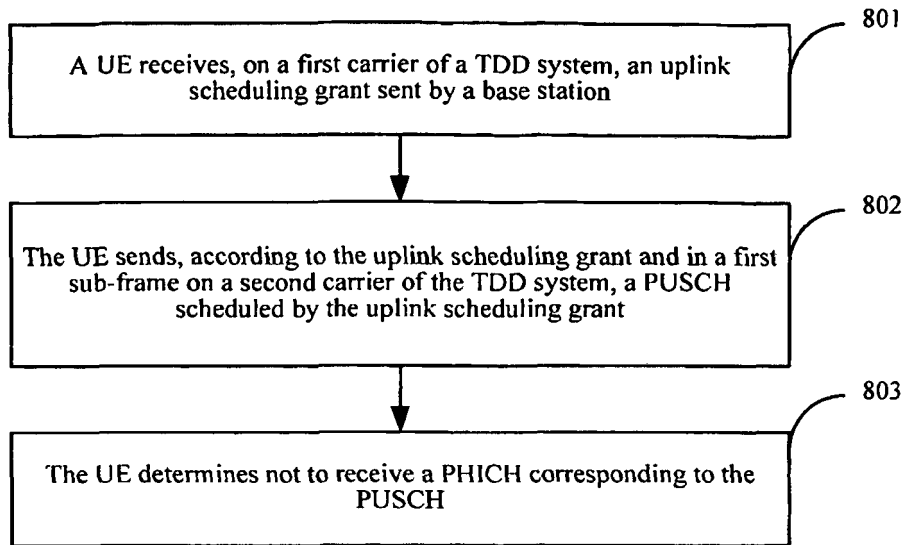 801
A UE receives, on a first carrier of a TDD system, an uplink
scheduling grant sent by a base station
802
The UE sends, according to the uplink scheduling grant and in a first
sub-frame on a second carrier of the TDD system, a PUSCH
scheduled by the uplink scheduling grant
803
The UE determines not to receive a PHICH corresponding to the
PUSCH